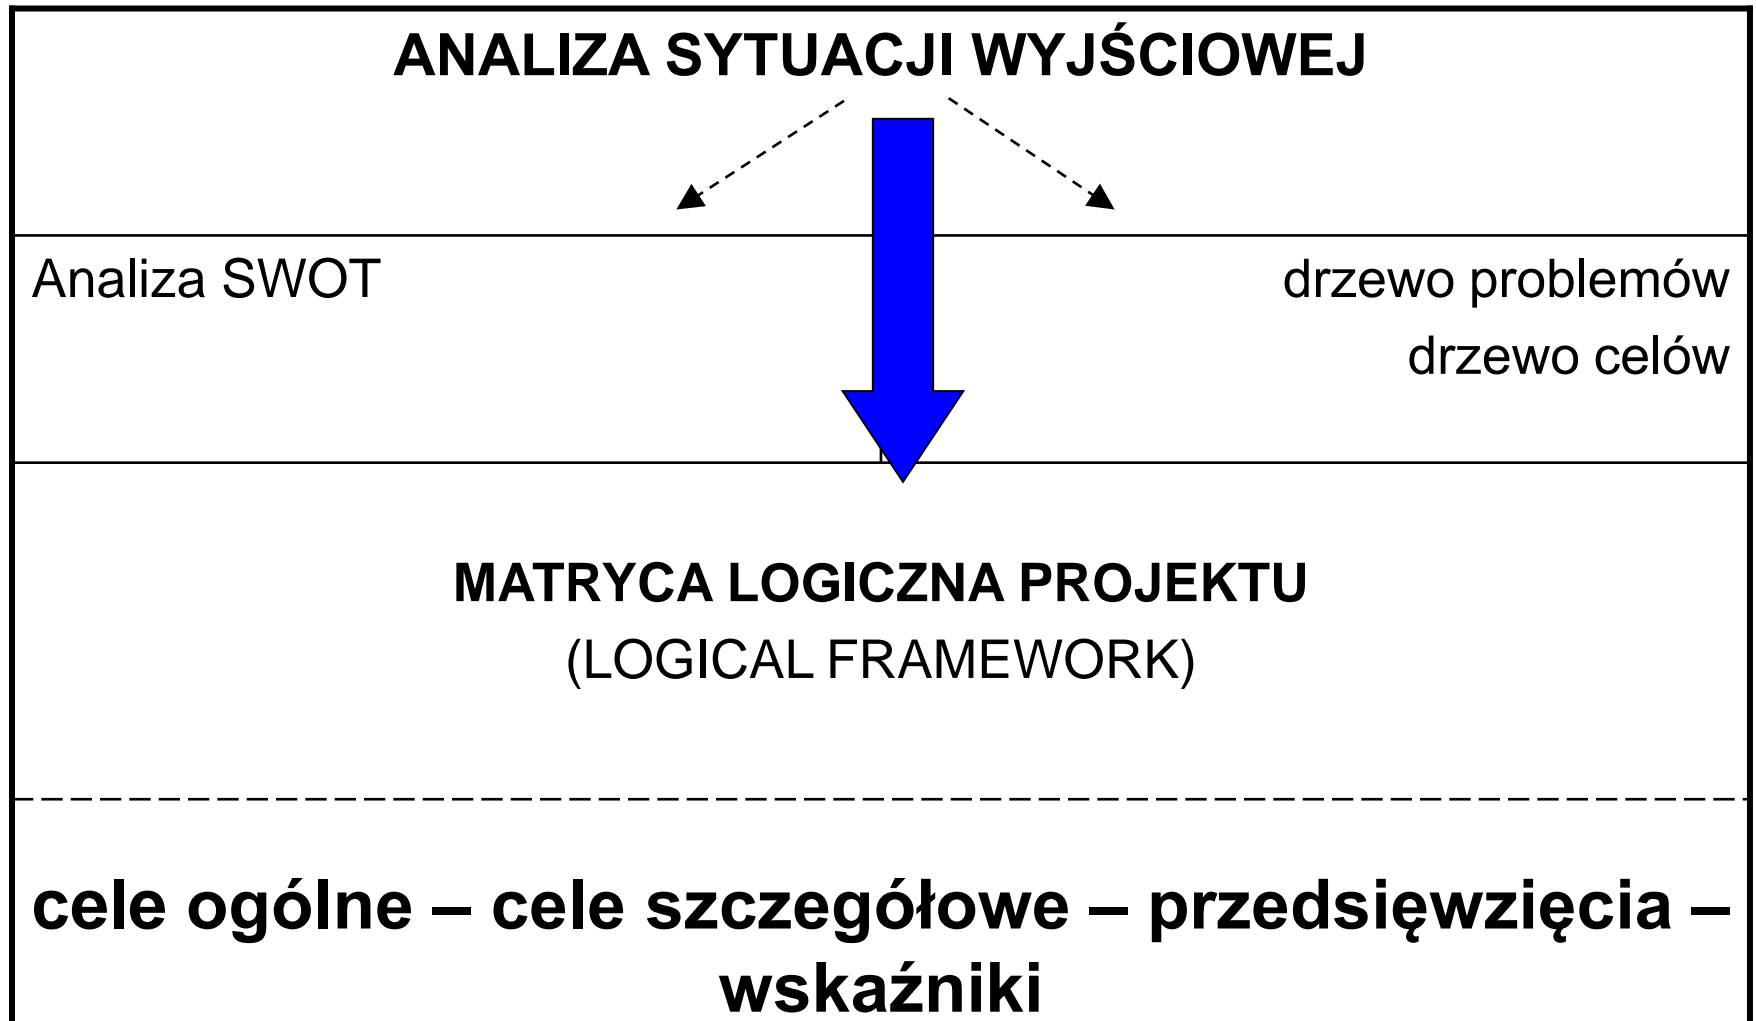 ANALIZA SYTUACJI WYJŚCIOWEJ
Analiza SWOT
drzewo problemów
drzewo celów
MATRYCA LOGICZNA PROJEKTU
(LOGICAL FRAMEWORK)
cele ogólne – cele szczegółowe – przedsięwzięcia –
wskaźniki